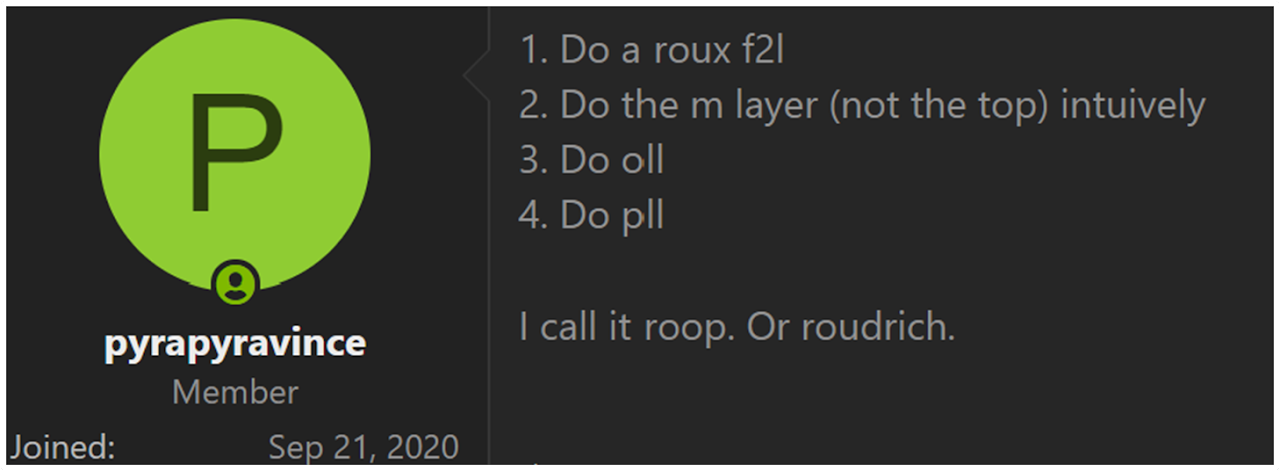 P
pyrapyravince
Member
Joined: Sep 21, 2020
1. Do a roux f2l
2. Do the m layer (not the top) intuively
3. Do oll
4. Do pll
I call it roop. Or roudrich.